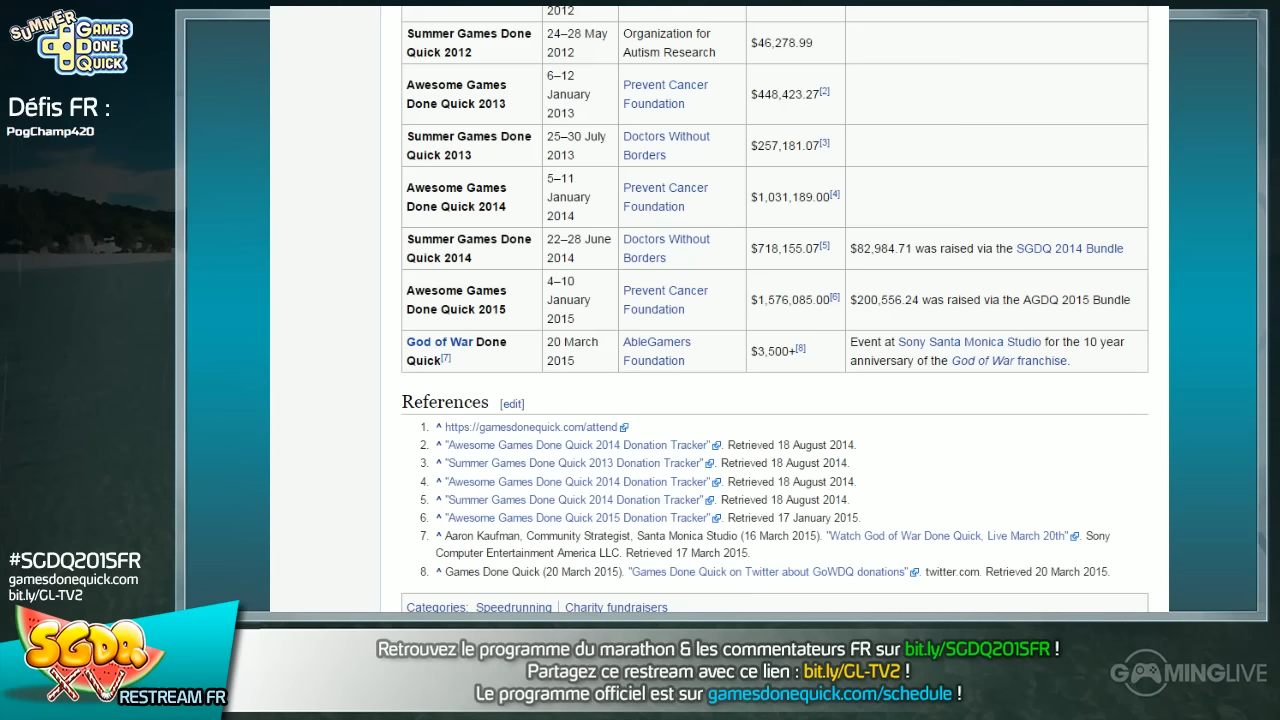 SUMMER
GAMES
DONE
QUICK
Défis FR :
PogChamp420
2012
Summer Games Done
Quick 2012
24–28 May
2012
Organization for
Autism Research
$46,278.99
Awesome Games
Done Quick 2013
6–12
January
2013
Prevent Cancer
Foundation
$448,423.27[2]
Summer Games Done
Quick 2013
25–30 July
2013
Doctors Without
Borders
$257,181.07[3]
Awesome Games
Done Quick 2014
5–11
January
2014
Prevent Cancer
Foundation
$1,031,189.00[4]
Summer Games Done
Quick 2014
22–28 June
2014
Doctors Without
Borders
$718,155.07[5]
$82,984.71 was raised via the SGDQ 2014 Bundle
Awesome Games
Done Quick 2015
4–10
January
2015
Prevent Cancer
Foundation
$1,576,085.00[6]
$200,556.24 was raised via the AGDQ 2015 Bundle
God of War Done
Quick[7]
20 March
2015
AbleGamers
Foundation
$3,500+[8]
Event at Sony Santa Monica Studio for the 10 year
anniversary of the God of War franchise.
References [edit]
1. ^ https://gamesdonequick.com/attend
2. ^ "Awesome Games Done Quick 2014 Donation Tracker". Retrieved 18 August 2014.
3. ^ "Summer Games Done Quick 2013 Donation Tracker". Retrieved 18 August 2014.
4. ^ "Awesome Games Done Quick 2014 Donation Tracker". Retrieved 18 August 2014.
5. ^ "Summer Games Done Quick 2014 Donation Tracker". Retrieved 18 August 2014.
6. ^ "Awesome Games Done Quick 2015 Donation Tracker". Retrieved 17 January 2015.
7. ^ Aaron Kaufman, Community Strategist, Santa Monica Studio (16 March 2015). "Watch God of War Done Quick, Live March 20th". Sony
Computer Entertainment America LLC. Retrieved 17 March 2015.
8. ^ Games Done Quick (20 March 2015). "Games Done Quick on Twitter about GoWDQ donations". twitter.com. Retrieved 20 March 2015.
Categories: Speedrunning | Charity fundraisers
#SGDQ2015FR
gamesdonequick.com
bit.ly/GL-TV2
SGDQ
XV
RESTREAM FR
Retrouvez le programme du marathon & les commentateurs FR sur bit.ly/SGDQ2015FR !
Partagez ce restream avec ce lien : bit.ly/GL-TV2 !
Le programme officiel est sur gamesdonequick.com/schedule !
GAMINGLIVE